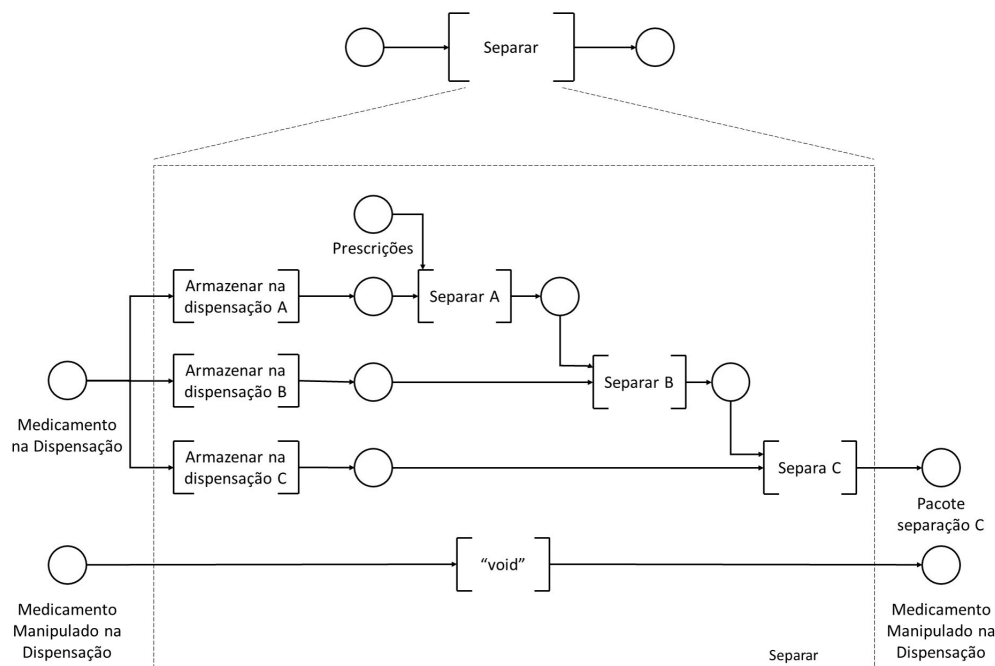 Separar
Prescrições
Armazenar na
dispensação A
Separar A
Armazenar na
dispensação B
Separar B
Medicamento
na Dispensação
Armazenar na
dispensação C
Separa C
Pacote
separação C
“void”
Medicamento
Manipulado na
Dispensação
Medicamento
Manipulado na
Dispensação
Separar